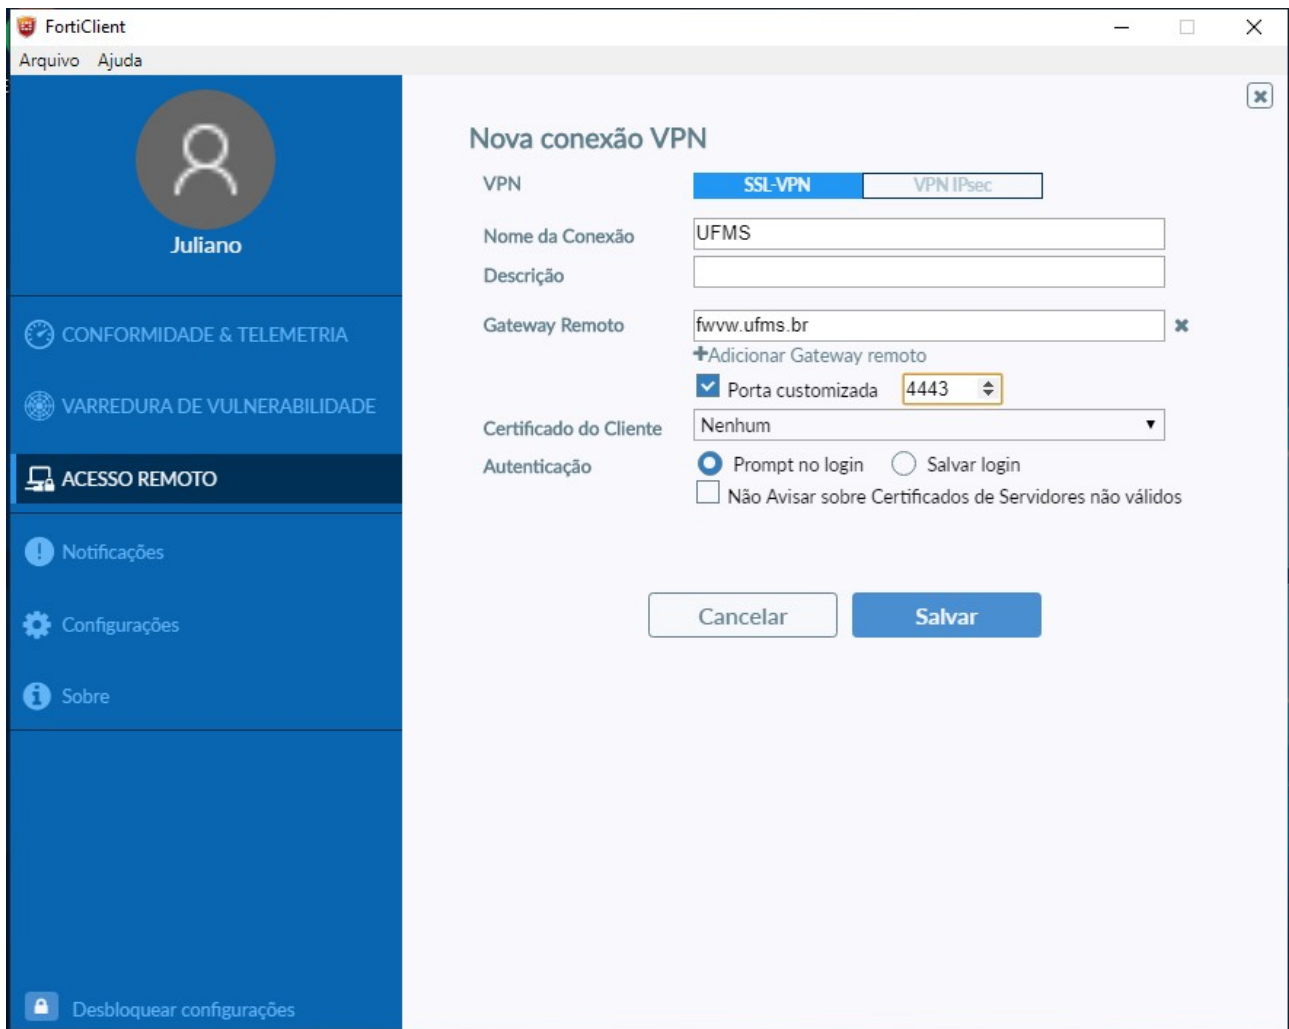 FortiClient
Arquivo Ajuda
Juliano
CONFORMIDADE & TELEMETRIA
VARREDURA DE VULNERABILIDADE
ACESSO REMOTO
Notificações
Configurações
Sobre
Desbloquear configurações
Nova conexão VPN
VPN SSL-VPN VPN IPsec
Nome da Conexão UFMS
Descrição
Gateway Remoto fwvw.ufms.br
+Adicionar Gateway remoto
Porta customizada 4443
Certificado do Cliente Nenhum
Autenticação Prompt no login Salvar login
Não Avisar sobre Certificados de Servidores não válidos
Cancelar Salvar